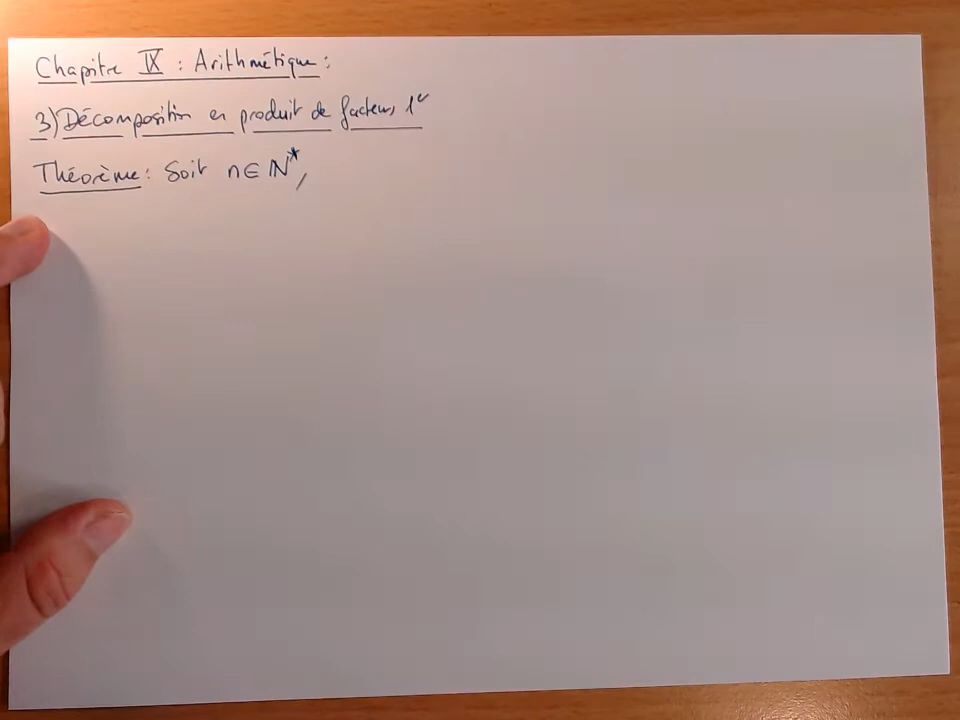 Chapitre IX : Arithmétique :
3) Décomposition en produit de facteurs 1er
Théorème : Soit n ∈ ℕ*,